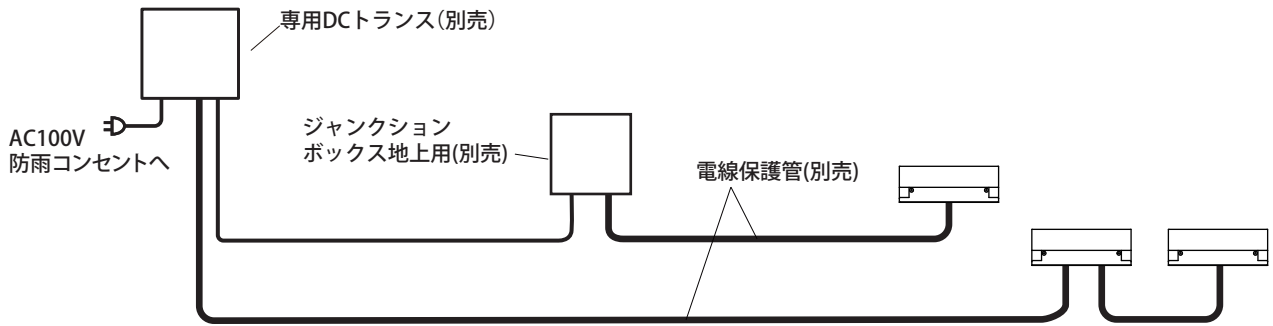 専用DCトランス（別売）
AC100V
防雨コンセントへ
ジャンクション
ボックス地上用(別売)
電線保護管(別売)